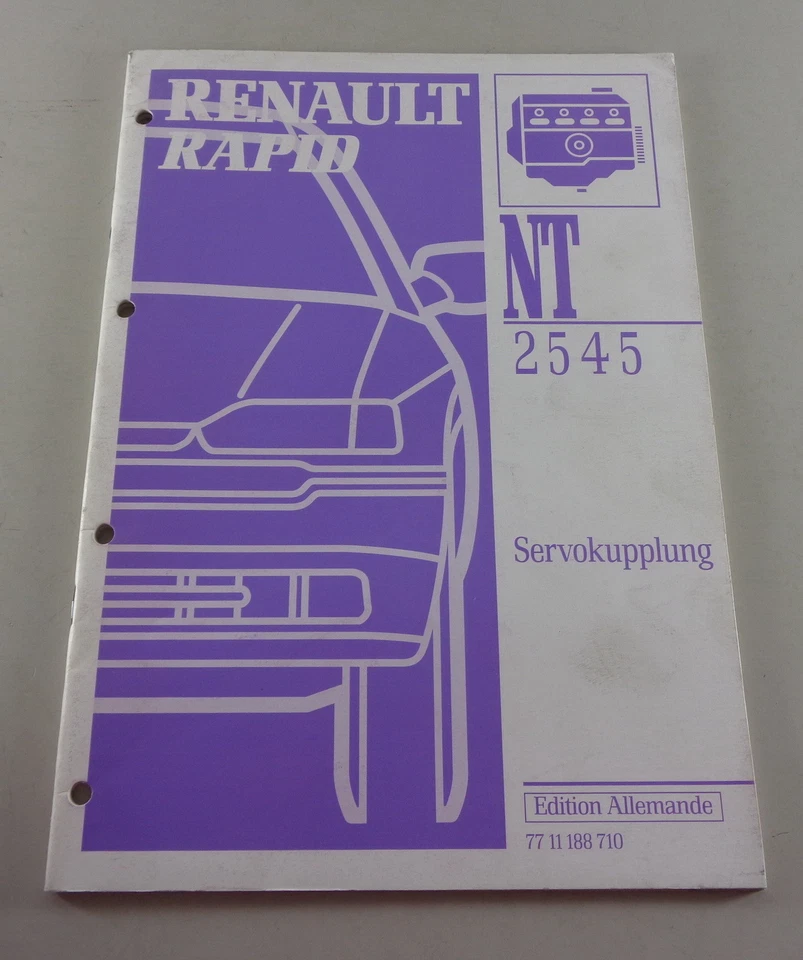 RENAULT
RAPID
NT
2545
Servokupplung
Edition Allemande
77 11 188 710